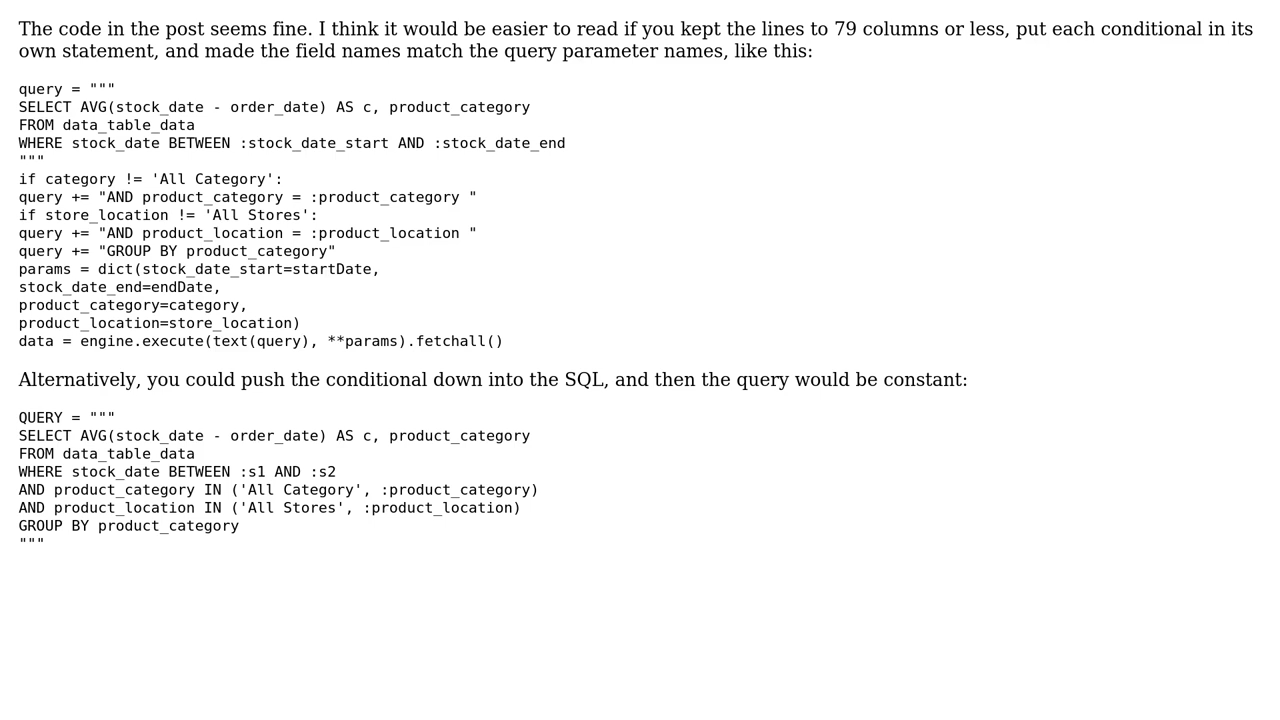 The code in the post seems fine. I think it would be easier to read if you kept the lines to 79 columns or less, put each conditional in its
own statement, and made the field names match the query parameter names, like this:
query = """
SELECT AVG(stock_date - order_date) AS c, product_category
FROM data_table_data
WHERE stock_date BETWEEN :stock_date_start AND :stock_date_end
"""
if category != 'All Category':
query += "AND product_category = :product_category "
if store_location != 'All Stores':
query += "AND product_location = :product_location "
query += "GROUP BY product_category"
params = dict(stock_date_start=startDate,
stock_date_end=endDate,
product_category=category,
product_location=store_location)
data = engine.execute(text(query), **params).fetchall()
Alternatively, you could push the conditional down into the SQL, and then the query would be constant:
QUERY = """
SELECT AVG(stock_date - order_date) AS c, product_category
FROM data_table_data
WHERE stock_date BETWEEN :s1 AND :s2
AND product_category IN ('All Category', :product_category)
AND product_location IN ('All Stores', :product_location)
GROUP BY product_category
"""